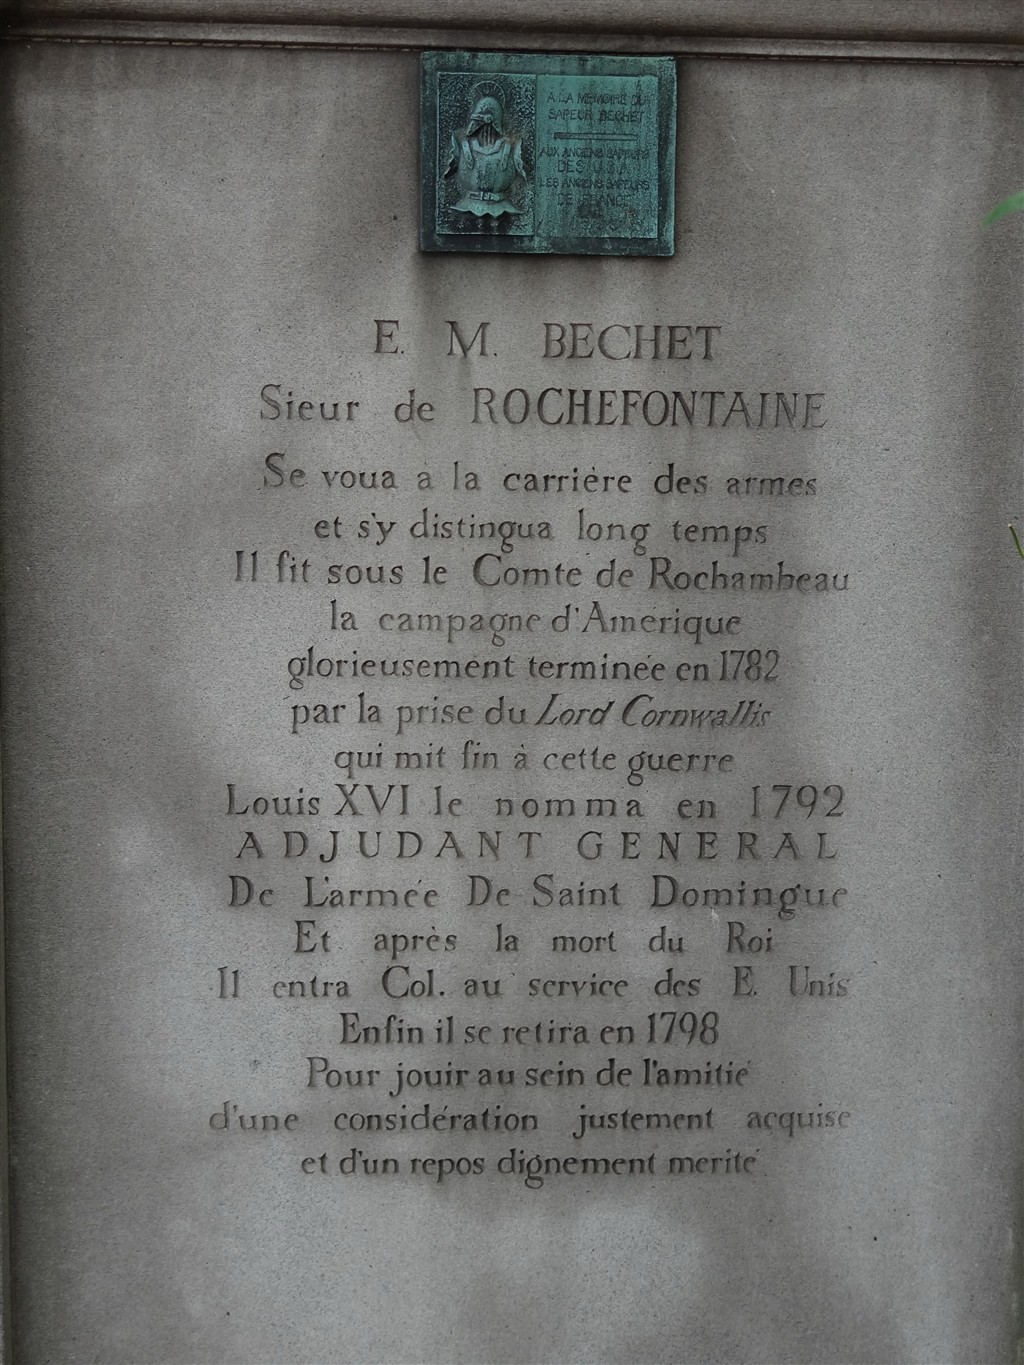 A LA MEMOIRE DU
SAPEUR BECHET
AUX ANCIENS SAPEURS
DES U.S.A.
LES ANCIENS SAPEURS
DE FRANCE
E. M. BECHET
Sieur de ROCHEFONTAINE
Se voua à la carrière des armes
et s'y distingua long temps
Il fit sous le Comte de Rochambeau
la campagne d'Amérique
glorieusement terminée en 1782
par la prise du Lord Cornwallis
qui mit fin à cette guerre
Louis XVI le nomma en 1792
ADJUDANT GENERAL
De L'armée De Saint Domingue
Et après la mort du Roi
Il entra Col. au service des E. Unis
Enfin il se retira en 1798
Pour jouir au sein de l'amitié
d'une considération justement acquise
et d'un repos dignement merité